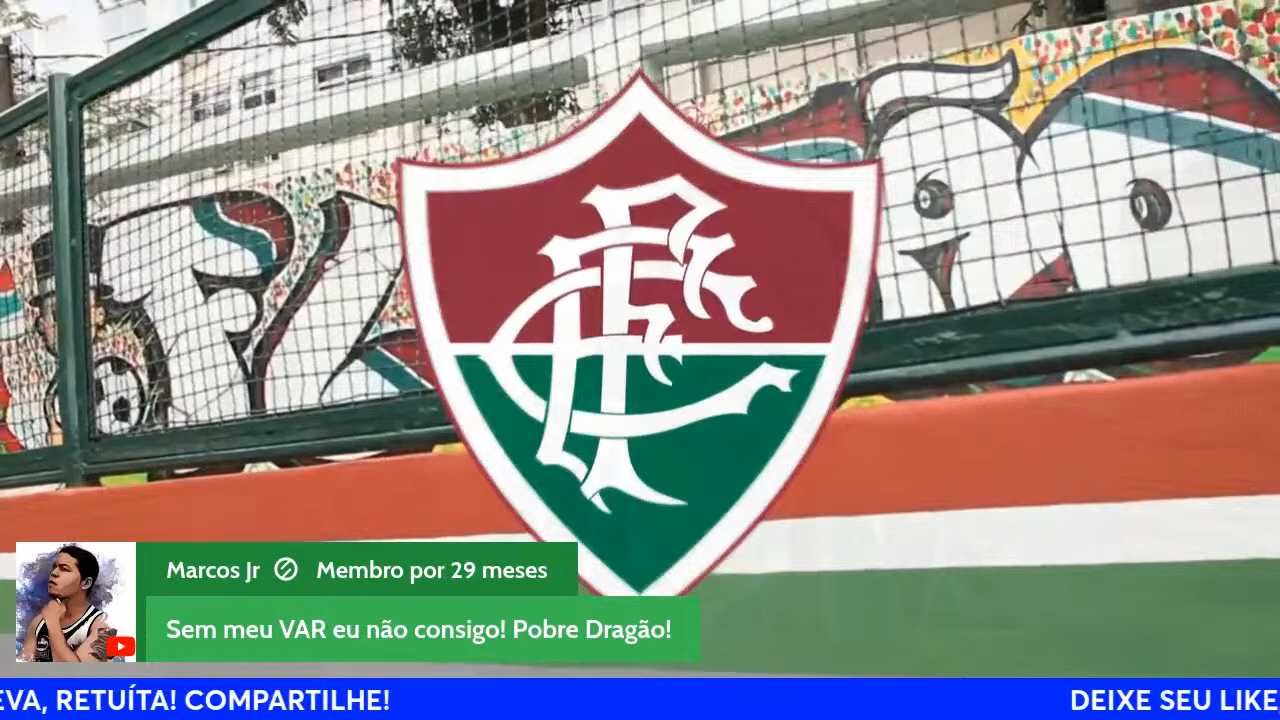 FFC
Marcos Jr Membro por 29 meses
Sem meu VAR eu não consigo! Pobre Dragão!
EVA, RETUÍTA! COMPARTILHE! DEIXE SEU LIKE